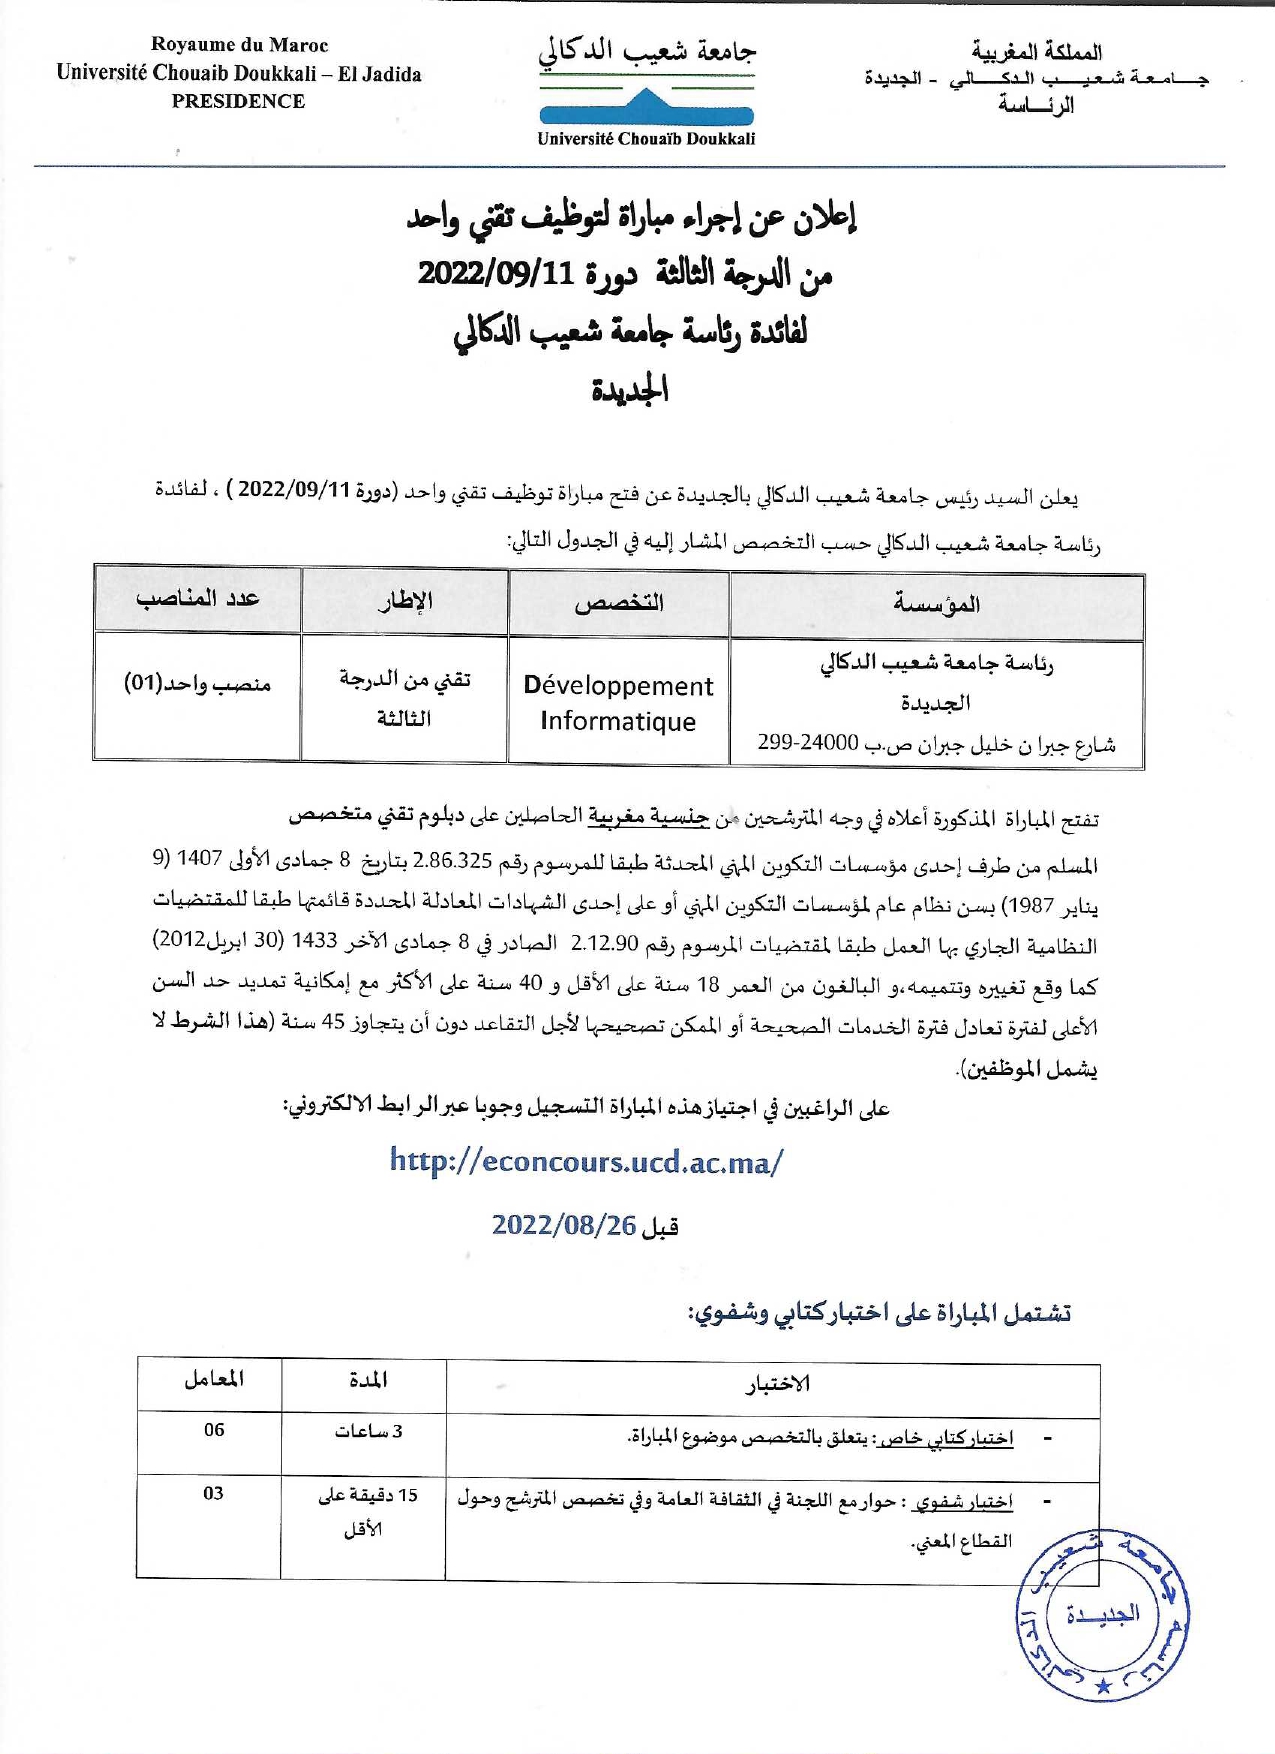 Royaume du Maroc
Université Chouaib Doukkali – El Jadida
PRESIDENCE
جامعة شعيب الدكالي
Université Chouaïb Doukkali
المملكة المغربية
جـــامعـة شعيـــــب الدكـــــالي - الجديدة
الرئـــاسة
إعلان عن إجراء مباراة لتوظيف تقني واحد
من الدرجة الثالثة دورة 2022/09/11
لفائدة رئاسة جامعة شعيب الدكالي
الجديدة
يعلن السيد رئيس جامعة شعيب الدكالي بالجديدة عن فتح مباراة توظيف تقني واحد (دورة 2022/09/11 ) ، لفائدة
رئاسة جامعة شعيب الدكالي حسب التخصص المشار إليه في الجدول التالي:
المؤسسة التخصص الإطار عدد المناصب
رئاسة جامعة شعيب الدكالي
الجديدة
شارع جبرا ن خليل جبران ص.ب 24000-299
Développement
Informatique
تقني من الدرجة
الثالثة
منصب واحد(01)
تفتح المباراة المذكورة أعلاه في وجه المترشحين من جنسية مغربية الحاصلين على دبلوم تقني متخصص
المسلم من طرف إحدى مؤسسات التكوين المهني المحدثة طبقا للمرسوم رقم 2.86.325 بتاريخ 8 جمادى الأولى 1407 (9
يناير 1987) بسن نظام عام لمؤسسات التكوين المهني أو على إحدى الشهادات المعادلة المحددة قائمتها طبقا للمقتضيات
النظامية الجاري بها العمل طبقا لمقتضيات المرسوم رقم 2.12.90 الصادر في 8 جمادى الآخر 1433 (30 ابريل2012)
كما وقع تغييره وتتميمه،و البالغون من العمر 18 سنة على الأقل و 40 سنة على الأكثر مع إمكانية تمديد حد السن
الأعلى لفترة تعادل فترة الخدمات الصحيحة أو الممكن تصحيحها لأجل التقاعد دون أن يتجاوز 45 سنة (هذا الشرط لا
يشمل الموظفين).
على الراغبين في اجتياز هذه المباراة التسجيل وجوبا عبر الرابط الالكتروني:
http://econcours.ucd.ac.ma/
قبل 2022/08/26
تشتمل المباراة على اختبار كتابي وشفوي:
الاختبار المدة المعامل
- اختبار كتابي خاص : يتعلق بالتخصص موضوع المباراة. 3 ساعات 06
- اختبار شفوي : حوار مع اللجنة في الثقافة العامة وفي تخصص المترشح وحول
القطاع المعني.
15 دقيقة على
الأقل
03
رئاسة جامعة شعيب الدكالي
الجديدة